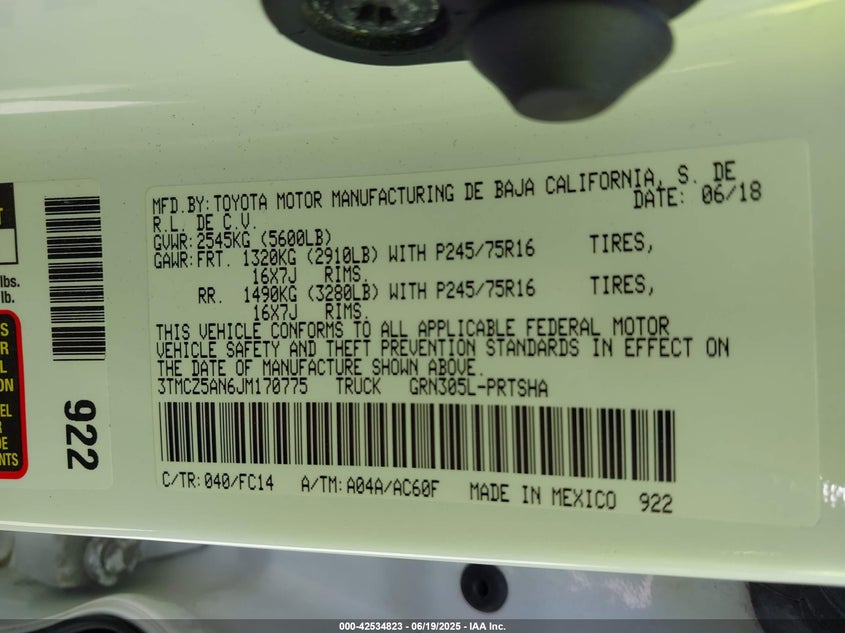 MFD.BY: TOYOTA MOTOR MANUFACTURING DE BAJA CALIFORNIA, S. DE
R.L. DE C.V. DATE: 06/18
GVWR: 2545KG (5600LB)
GAWR: FRT. 1320KG (2910LB) WITH P245/75R16 TIRES,
16X7J RIMS.
RR. 1490KG (3280LB) WITH P245/75R16 TIRES,
16X7J RIMS.
THIS VEHICLE CONFORMS TO ALL APPLICABLE FEDERAL MOTOR
VEHICLE SAFETY AND THEFT PREVENTION STANDARDS IN EFFECT ON
THE DATE OF MANUFACTURE SHOWN ABOVE.
3TMCZ5AN6JM170775 TRUCK GRN305L-PRTSHA
C/TR: 040/FC14 A/TM: A04A/AC60F MADE IN MEXICO 922
922
lbs.
lb.
000-42534823 - 06/19/2025 - IAA Inc.